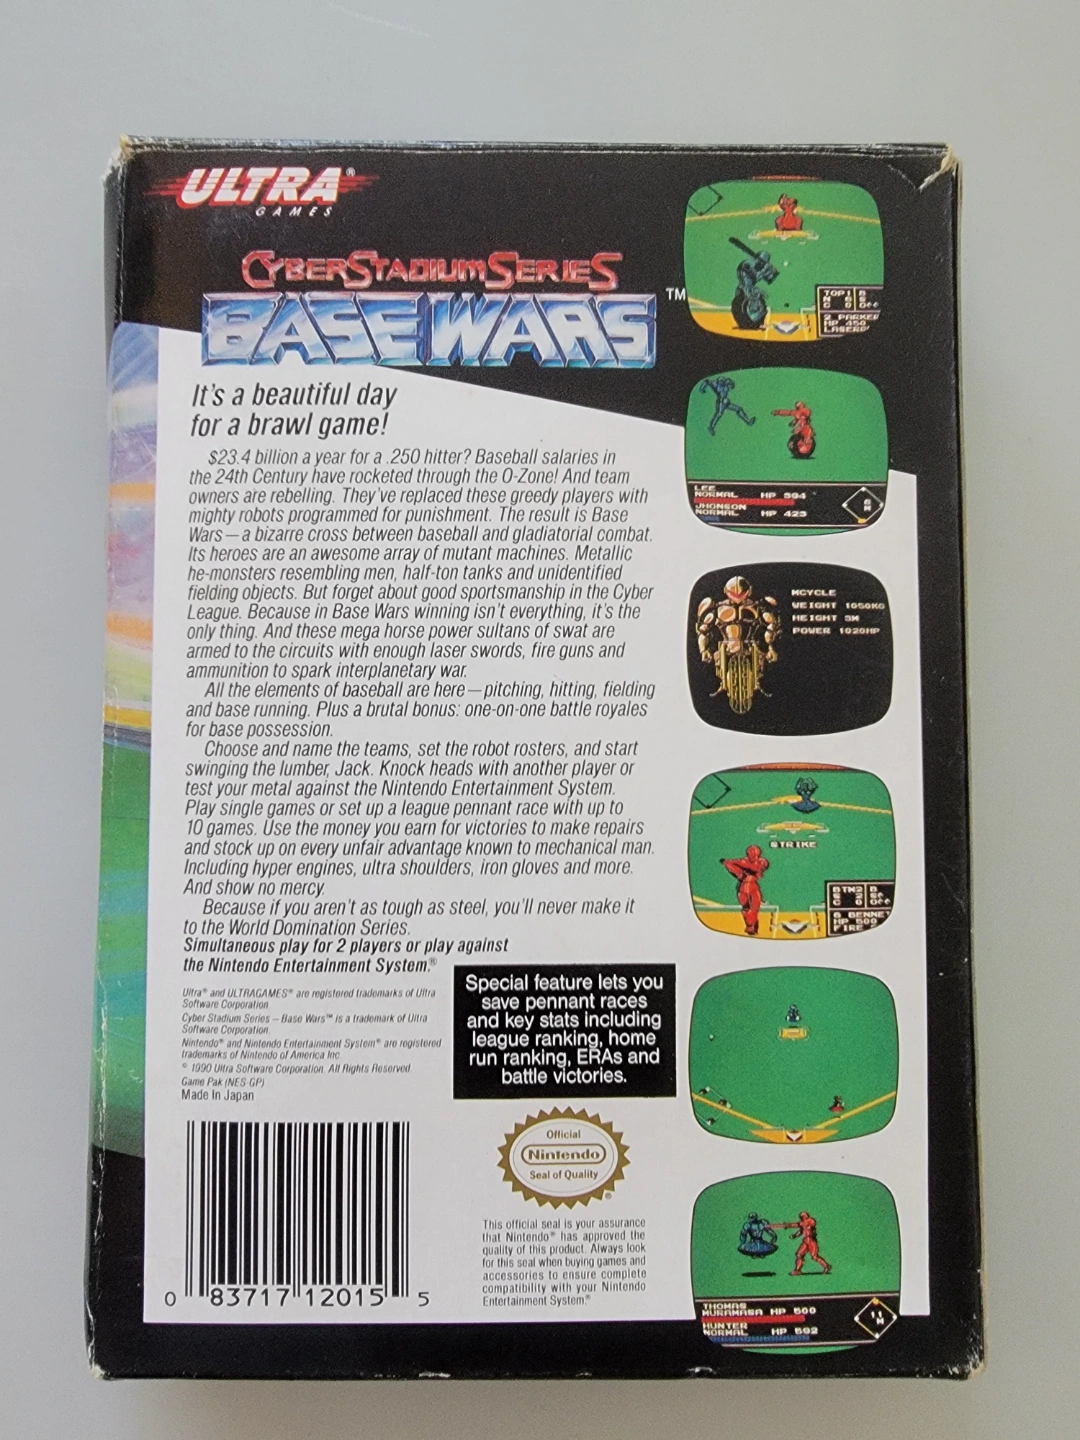 ULTRA®
GAMES
CYBERSTADIUMSERIES
BASEWARS™
It's a beautiful day
for a brawl game!
$23.4 billion a year for a .250 hitter? Baseball salaries in
the 24th Century have rocketed through the O-Zone! And team
owners are rebelling. They've replaced these greedy players with
mighty robots programmed for punishment. The result is Base
Wars—a bizarre cross between baseball and gladiatorial combat.
Its heroes are an awesome array of mutant machines. Metallic
he-monsters resembling men, half-ton tanks and unidentified
fielding objects. But forget about good sportsmanship in the Cyber
League. Because in Base Wars winning isn't everything, it's the
only thing. And these mega horse power sultans of swat are
armed to the circuits with enough laser swords, fire guns and
ammunition to spark interplanetary war.
All the elements of baseball are here—pitching, hitting, fielding
and base running. Plus a brutal bonus: one-on-one battle royales
for base possession.
Choose and name the teams, set the robot rosters, and start
swinging the lumber, Jack. Knock heads with another player or
test your metal against the Nintendo Entertainment System.
Play single games or set up a league pennant race with up to
10 games. Use the money you earn for victories to make repairs
and stock up on every unfair advantage known to mechanical man.
Including hyper engines, ultra shoulders, iron gloves and more.
And show no mercy.
Because if you aren't as tough as steel, you'll never make it
to the World Domination Series.
Simultaneous play for 2 players or play against
the Nintendo Entertainment System.®
Ultra® and ULTRAGAMES® are registered trademarks of Ultra
Software Corporation.
Cyber Stadium Series – Base Wars™ is a trademark of Ultra
Software Corporation.
Nintendo® and Nintendo Entertainment System® are registered
trademarks of Nintendo of America Inc.
© 1990 Ultra Software Corporation. All Rights Reserved.
Game Pak (NES-GP)
Made In Japan
Special feature lets you
save pennant races
and key stats including
league ranking, home
run ranking, ERAs and
battle victories.
0 83717 12015 5
Official
Nintendo
Seal of Quality
®
This official seal is your assurance
that Nintendo® has approved the
quality of this product. Always look
for this seal when buying games and
accessories to ensure complete
compatibility with your Nintendo
Entertainment System.®
TOP1 B
2 PARKER
HP 450
LASER
LEE
NORMAL HP 594
JHONSON
NORMAL HP 423
MCYCLE
WEIGHT 1050KG
HEIGHT 3M
POWER 1020HP
STRIKE
BTM2 B
6 BENNET
HP 500
FIRE
THOMAS
MURAMASA HP 500
HUNTER
NORMAL HP 592
11
M